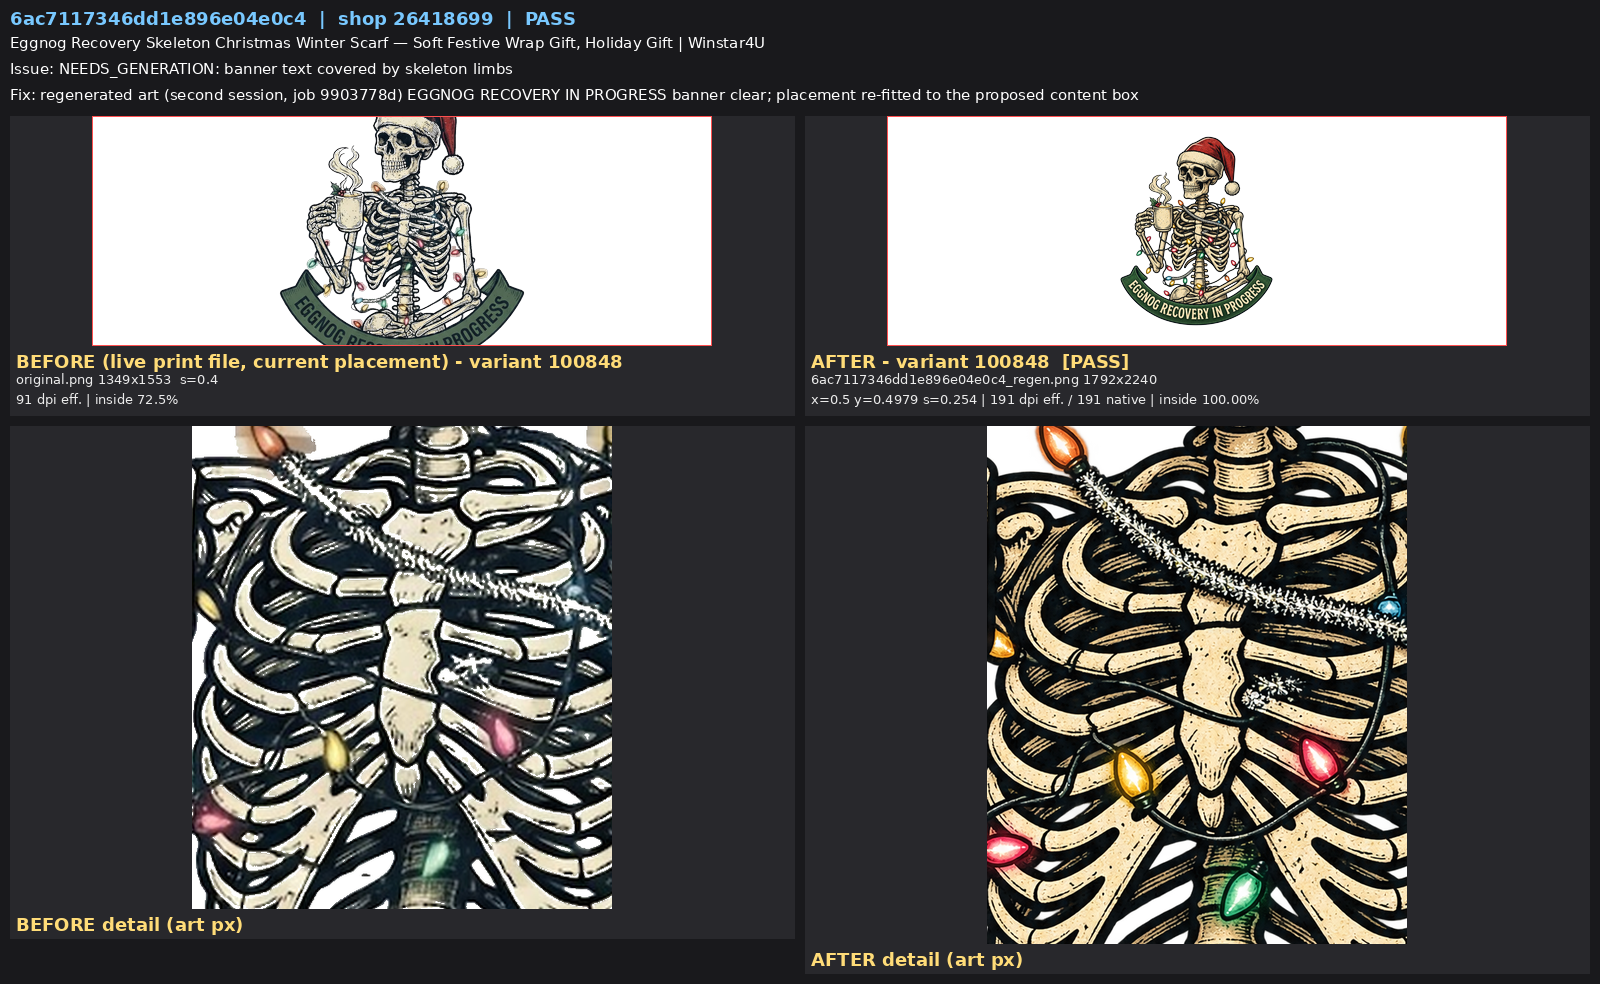 6ac7117346dd1e896e04e0c4 | shop 26418699 | PASS
Eggnog Recovery Skeleton Christmas Winter Scarf — Soft Festive Wrap Gift, Holiday Gift | Winstar4U
Issue: NEEDS_GENERATION: banner text covered by skeleton limbs
Fix: regenerated art (second session, job 9903778d) EGGNOG RECOVERY IN PROGRESS banner clear; placement re-fitted to the proposed content box
EGGNOG RECOVERY IN PROGRESS
BEFORE (live print file, current placement) - variant 100848
original.png 1349x1553 s=0.4
91 dpi eff. | inside 72.5%
EGGNOG RECOVERY IN PROGRESS
AFTER - variant 100848 [PASS]
6ac7117346dd1e896e04e0c4_regen.png 1792x2240
x=0.5 y=0.4979 s=0.254 | 191 dpi eff. / 191 native | inside 100.00%
BEFORE detail (art px)
AFTER detail (art px)